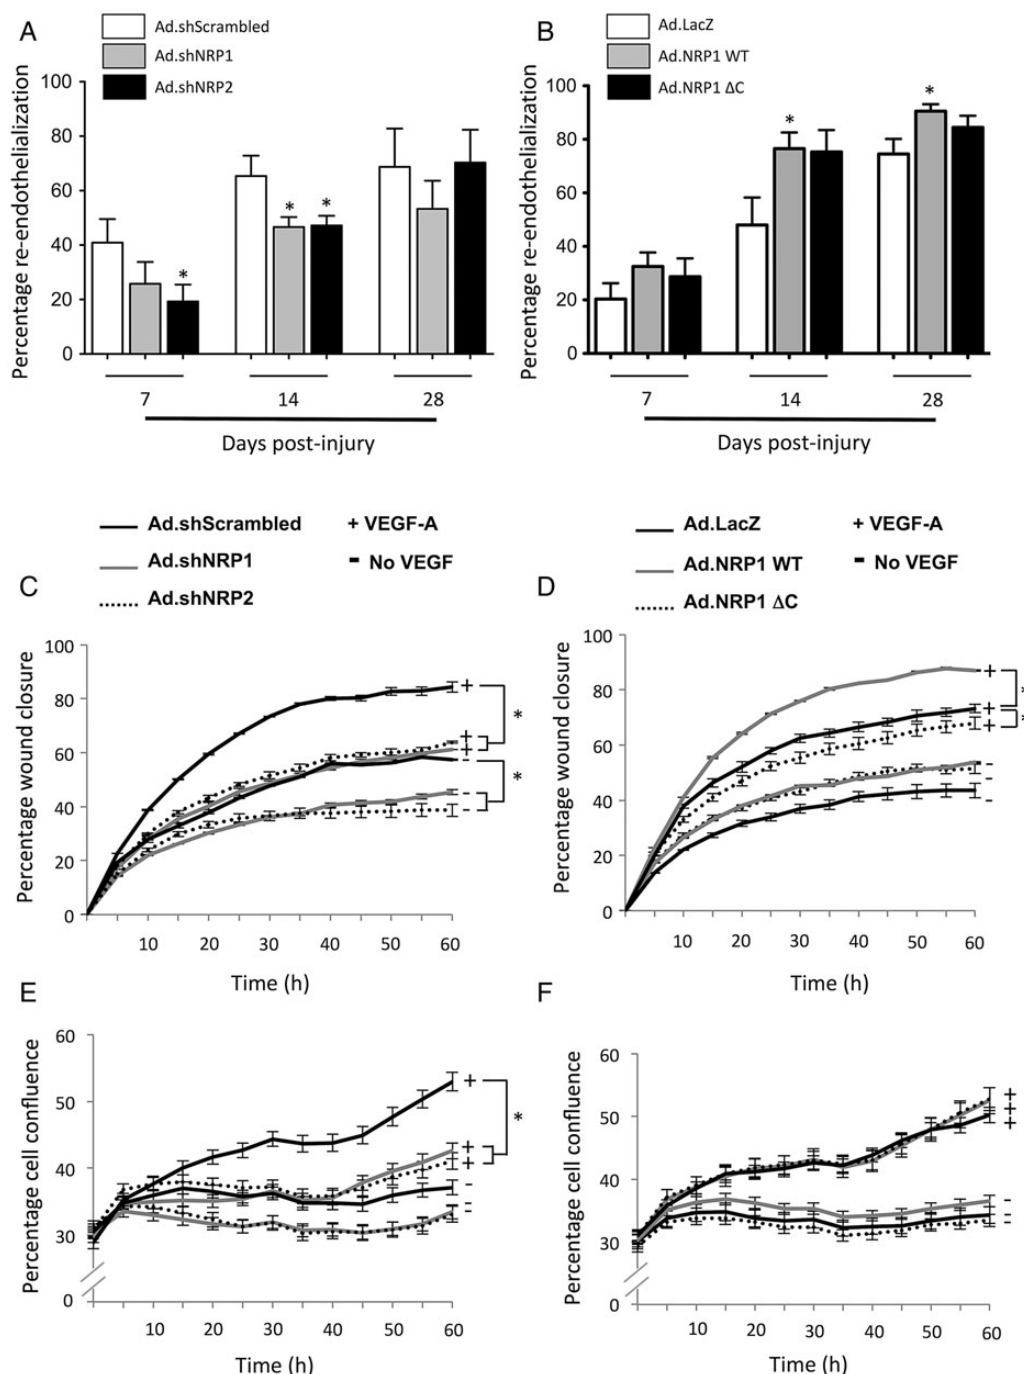 A
Ad.shScrambled
Ad.shNRP1
Ad.shNRP2
Percentage re-endothelialization
100
80
60
40
20
0
*
*
*
7
14
28
Days post-injury
B
Ad.LacZ
Ad.NRP1 WT
Ad.NRP1 ΔC
Percentage re-endothelialization
100
80
60
40
20
0
*
*
7
14
28
Days post-injury
C
Ad.shScrambled
+ VEGF-A
Ad.shNRP1
- No VEGF
Ad.shNRP2
Percentage wound closure
100
80
60
40
20
0
+
+
+
-
-
-
*
*
10
20
30
40
50
60
Time (h)
D
Ad.LacZ
+ VEGF-A
Ad.NRP1 WT
- No VEGF
Ad.NRP1 ΔC
Percentage wound closure
100
80
60
40
20
0
+
+
+
-
-
-
10
20
30
40
50
60
Time (h)
E
Percentage cell confluence
60
50
40
30
0
+
+
+
-
-
-
*
10
20
30
40
50
60
Time (h)
F
Percentage cell confluence
60
50
40
30
0
+
+
+
-
-
-
10
20
30
40
50
60
Time (h)